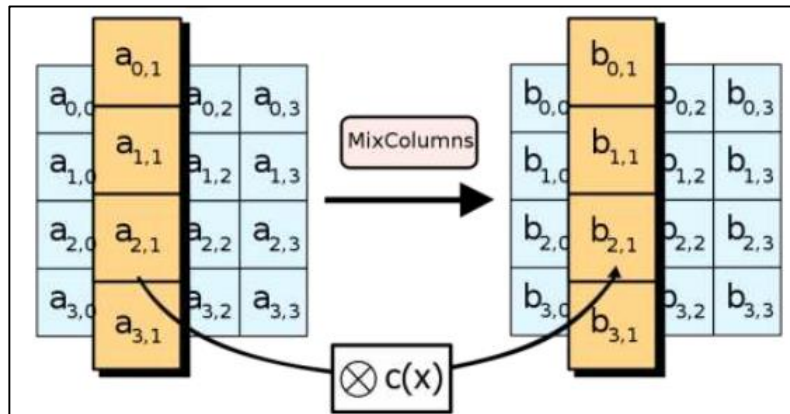 a0,1 b0,1
a0,0 a0,2 a0,3 b0,0 b0,2 b0,3
MixColumns
a1,1 b1,1
a1,0 a1,2 a1,3 b1,0 b1,2 b1,3
a2,1 b2,1
a2,0 a2,2 a2,3 b2,0 b2,2 b2,3
a3,0 a3,2 a3,3 b3,0 b3,2 b3,3
a3,1 b3,1
⊗ c(x)